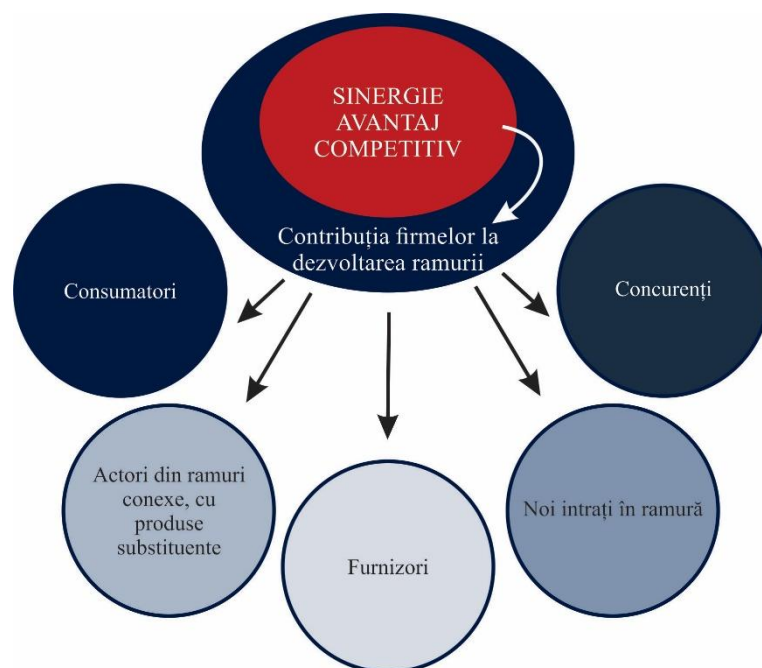 SINERGIE
AVANTAJ
COMPETITIV
Contribuția firmelor la
dezvoltarea ramurii
Consumatori
Concurenți
Actori din ramuri
conexe, cu
produse
substituente
Furnizori
Noi intrați în ramură